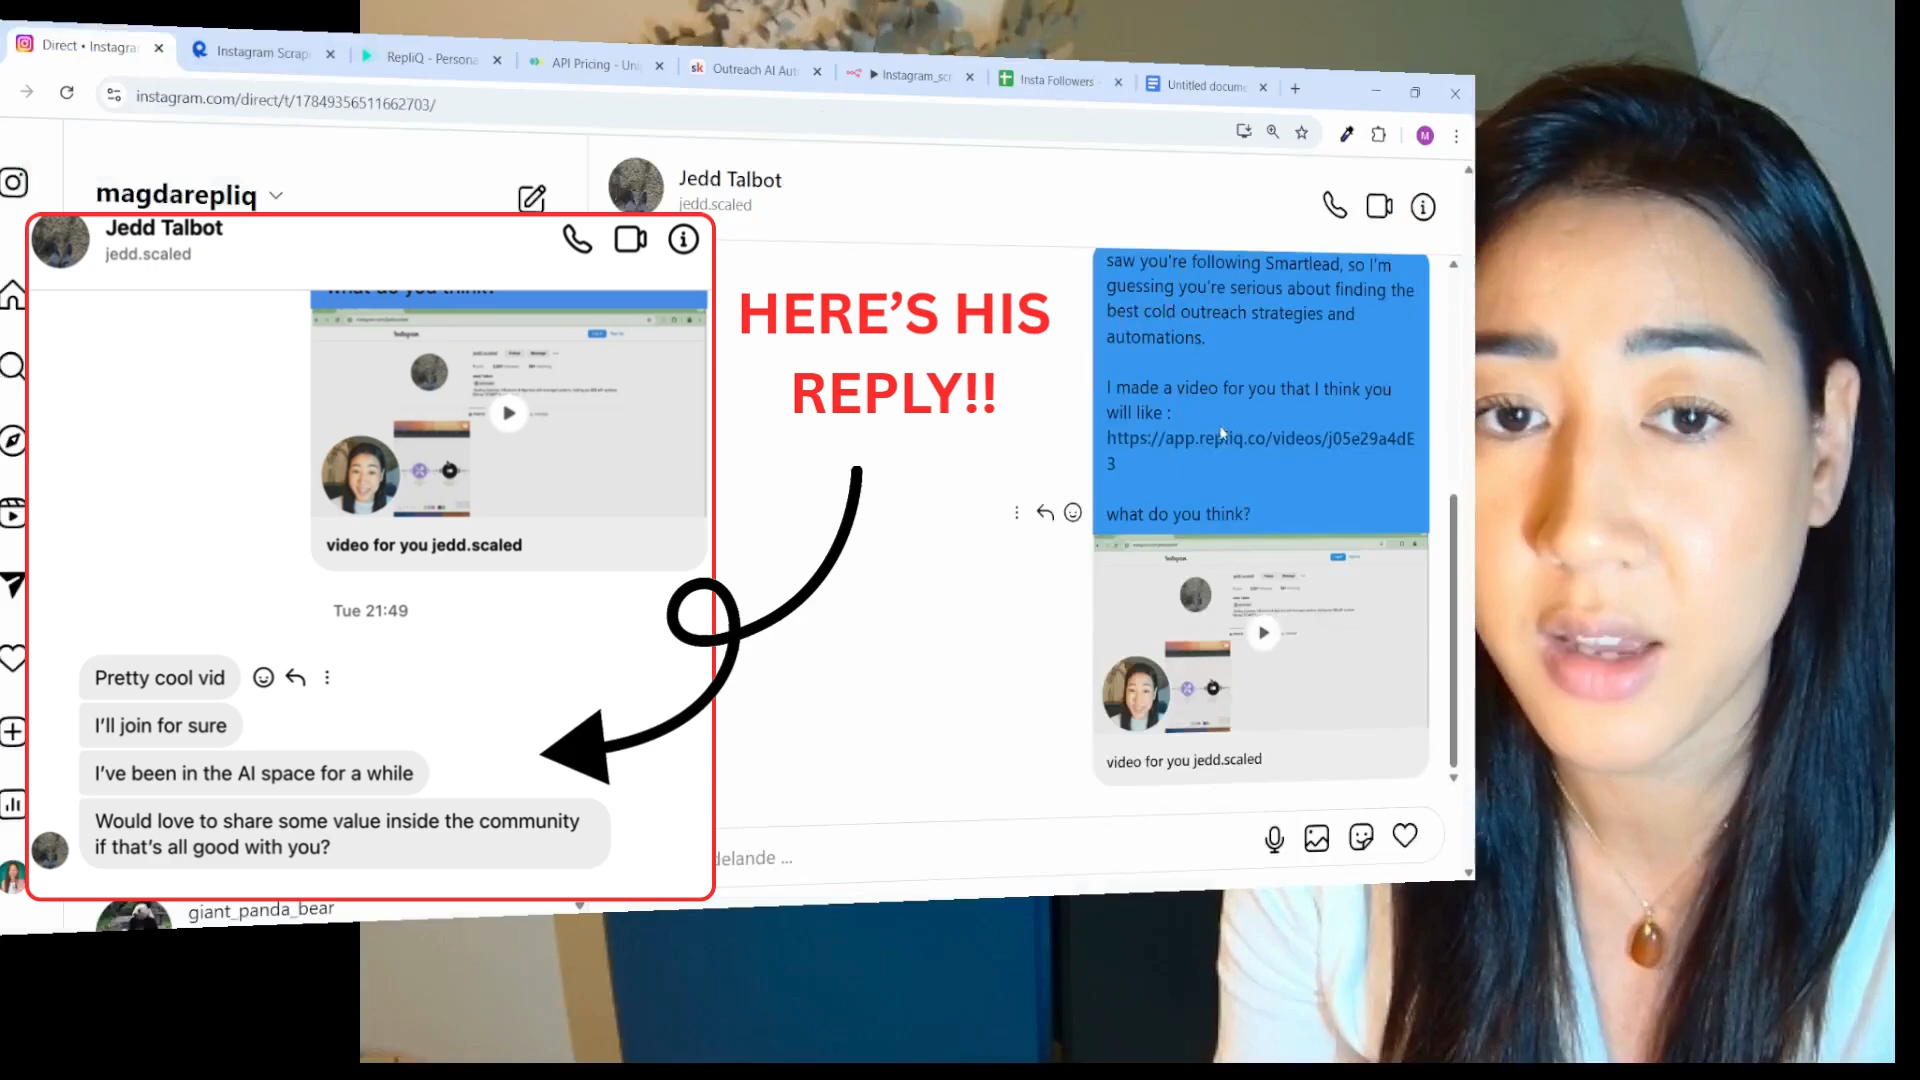 Direct • Instagra
Instagram Scrap
RepliQ - Persona
API Pricing - Uni
Outreach AI Aut
Instagram_scr
Insta Followers -
Untitled docum
instagram.com/direct/t/17849356511662703/
M
magdarepliq
Jedd Talbot
jedd.scaled
Jedd Talbot
jedd.scaled
HERE'S HIS
REPLY!!
video for you jedd.scaled
Tue 21:49
Pretty cool vid
I'll join for sure
I've been in the AI space for a while
Would love to share some value inside the community
if that's all good with you?
giant_panda_bear
saw you're following Smartlead, so I'm
guessing you're serious about finding the
best cold outreach strategies and
automations.
I made a video for you that I think you
will like :
https://app.repliq.co/videos/j05e29a4dE
3
what do you think?
video for you jedd.scaled
delande ...